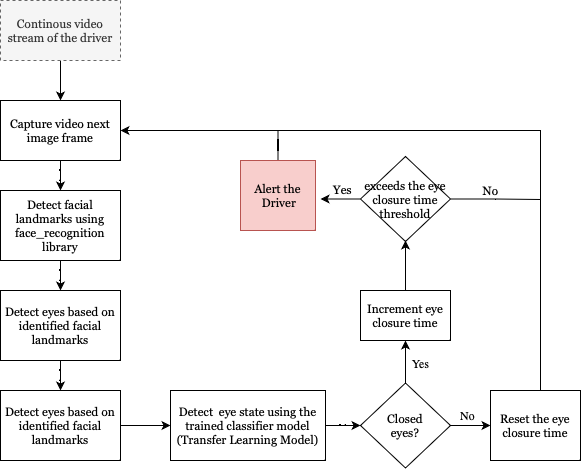 Continous video
stream of the driver
Capture video next
image frame
Detect facial
landmarks using
face_recognition
library
Detect eyes based on
identified facial
landmarks
Detect eyes based on
identified facial
landmarks
Detect  eye state using the
trained classifier model
(Transfer Learning Model)
Closed
eyes?
No
Reset the eye
closure time
Yes
Increment eye
closure time
exceeds the eye
closure time
threshold
No
Yes
Alert the
Driver